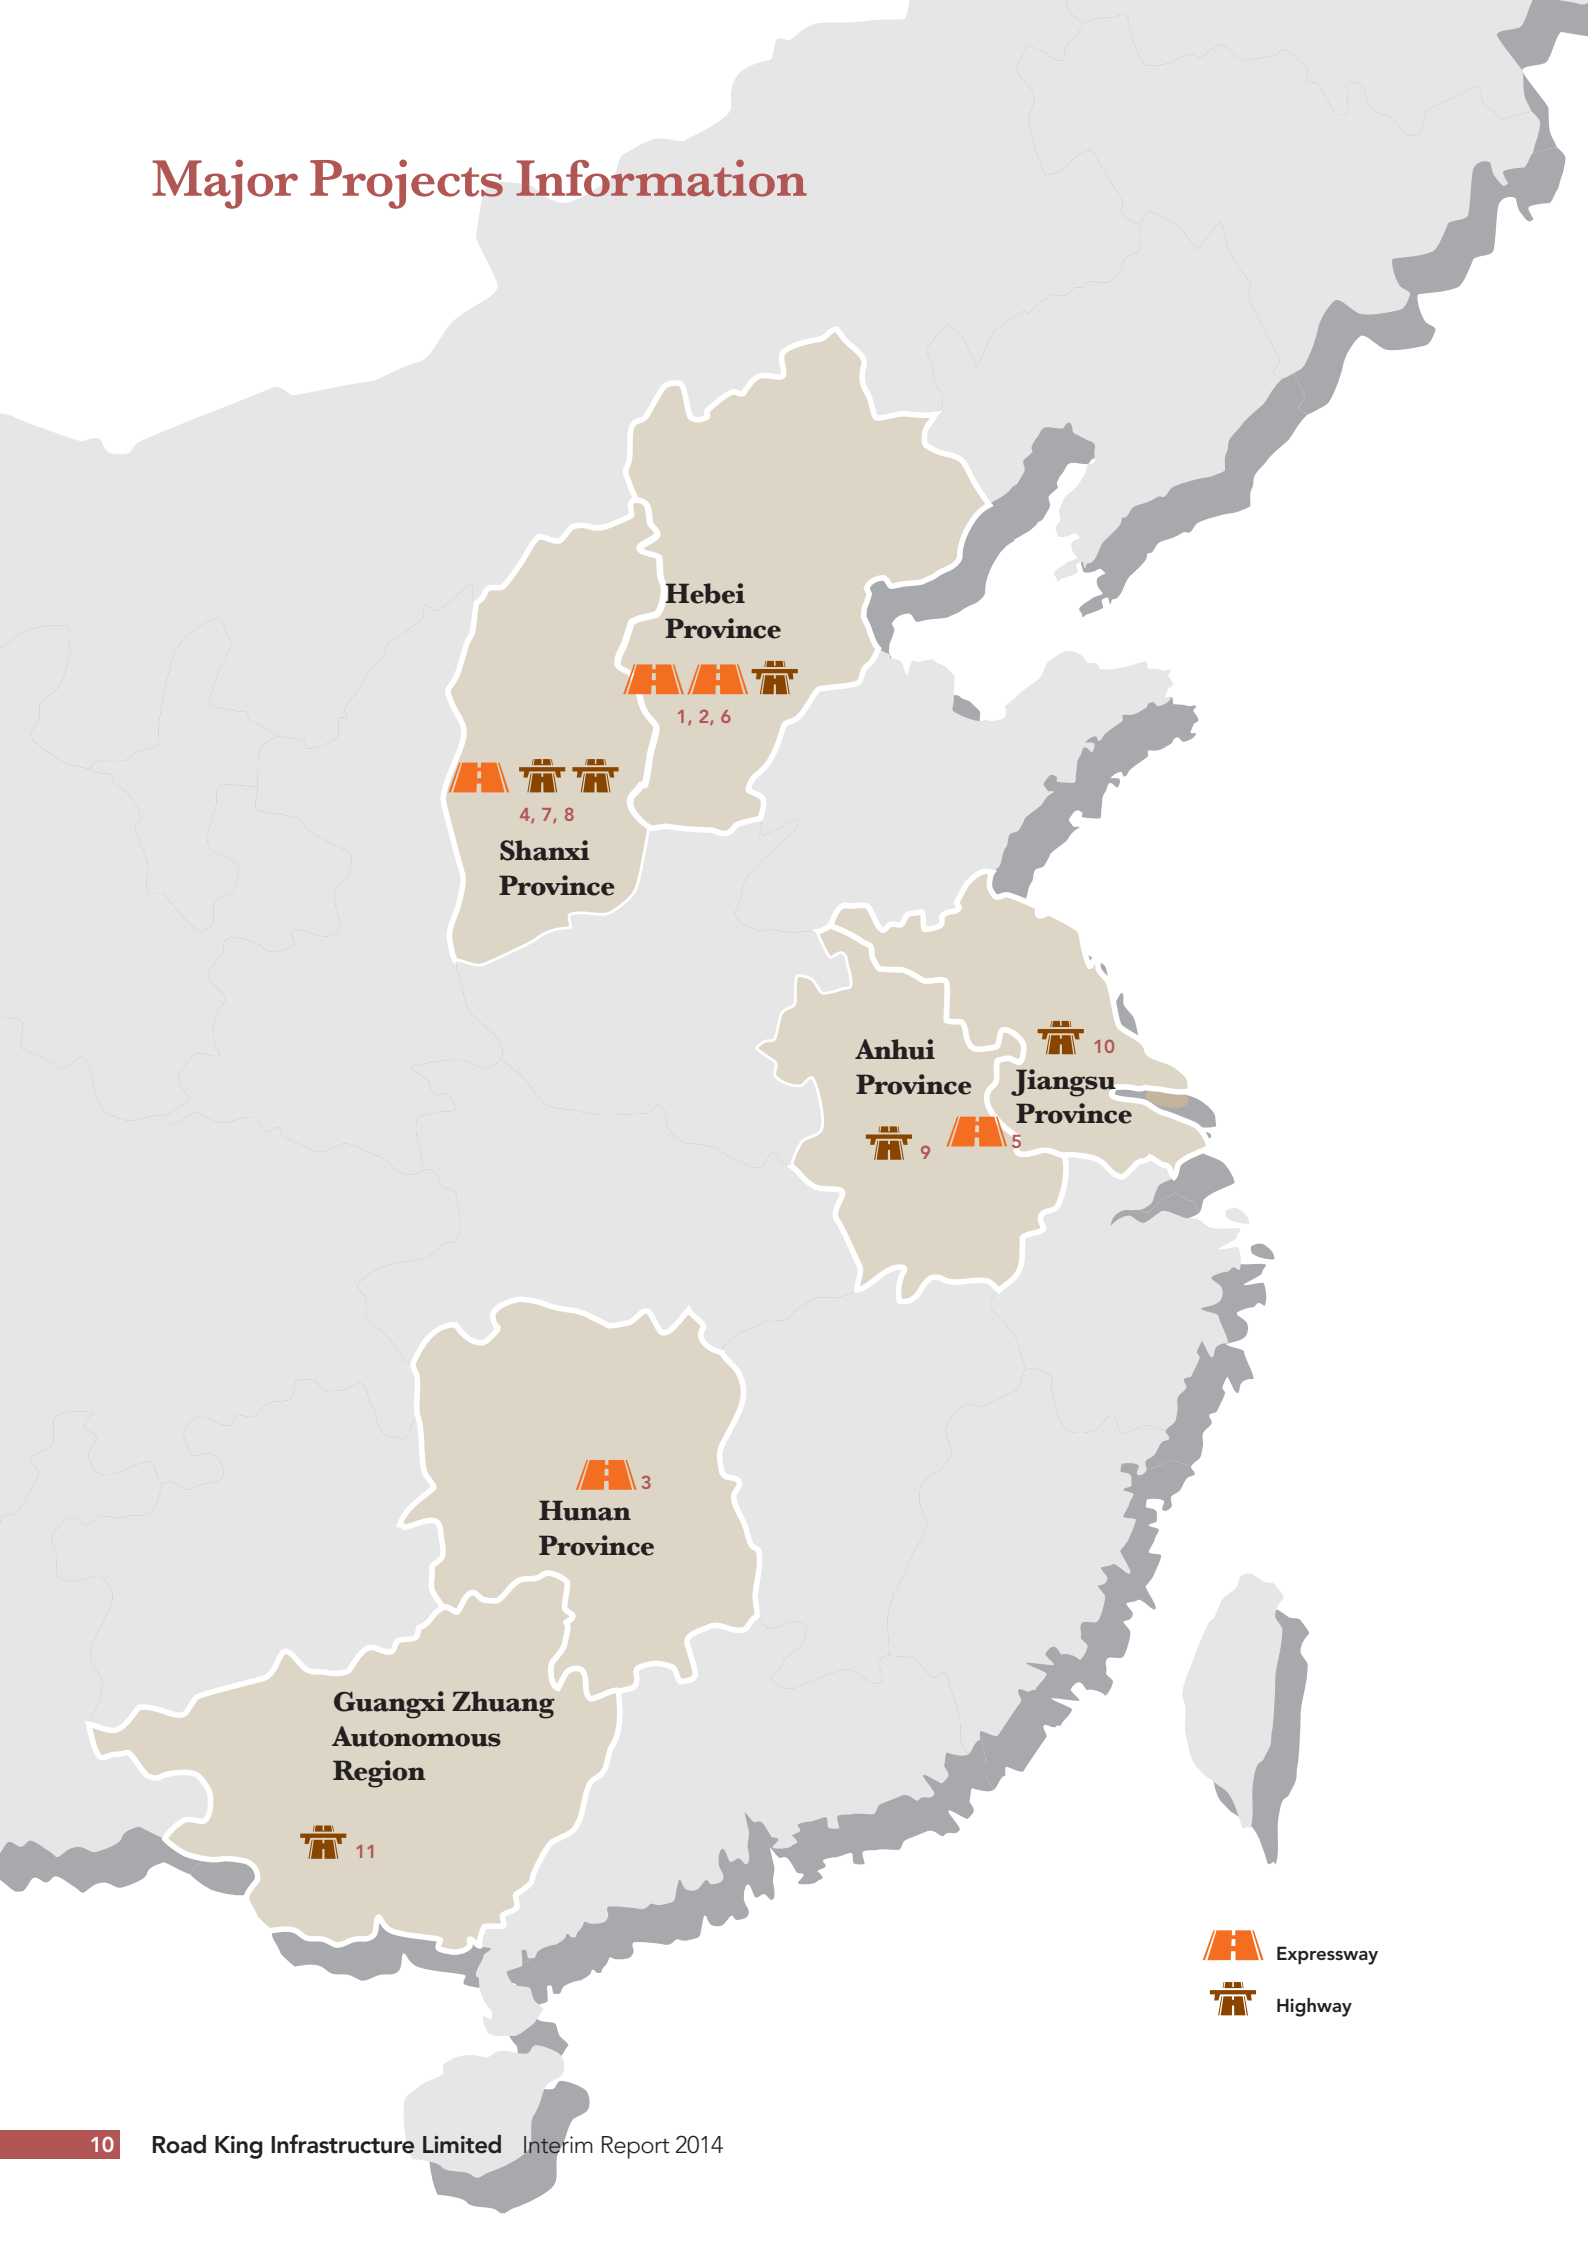 Major Projects Information
Hebei
Province
1, 2, 6
4, 7, 8
Shanxi
Province
Anhui
Province
9
5
10
Jiangsu
Province
3
Hunan
Province
Guangxi Zhuang
Autonomous
Region
11
Expressway
Highway
10 Road King Infrastructure Limited Interim Report 2014